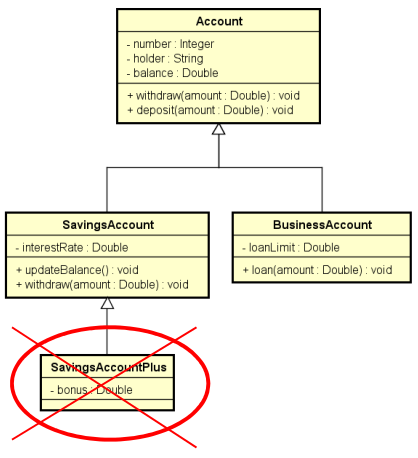 Account
- number : Integer
- holder : String
- balance : Double
+ withdraw(amount : Double) : void
+ deposit(amount : Double) : void
SavingsAccount
- interestRate : Double
+ updateBalance() : void
+ withdraw(amount : Double) : void
BusinessAccount
- loanLimit : Double
+ loan(amount : Double) : void
SavingsAccountPlus
- bonus : Double